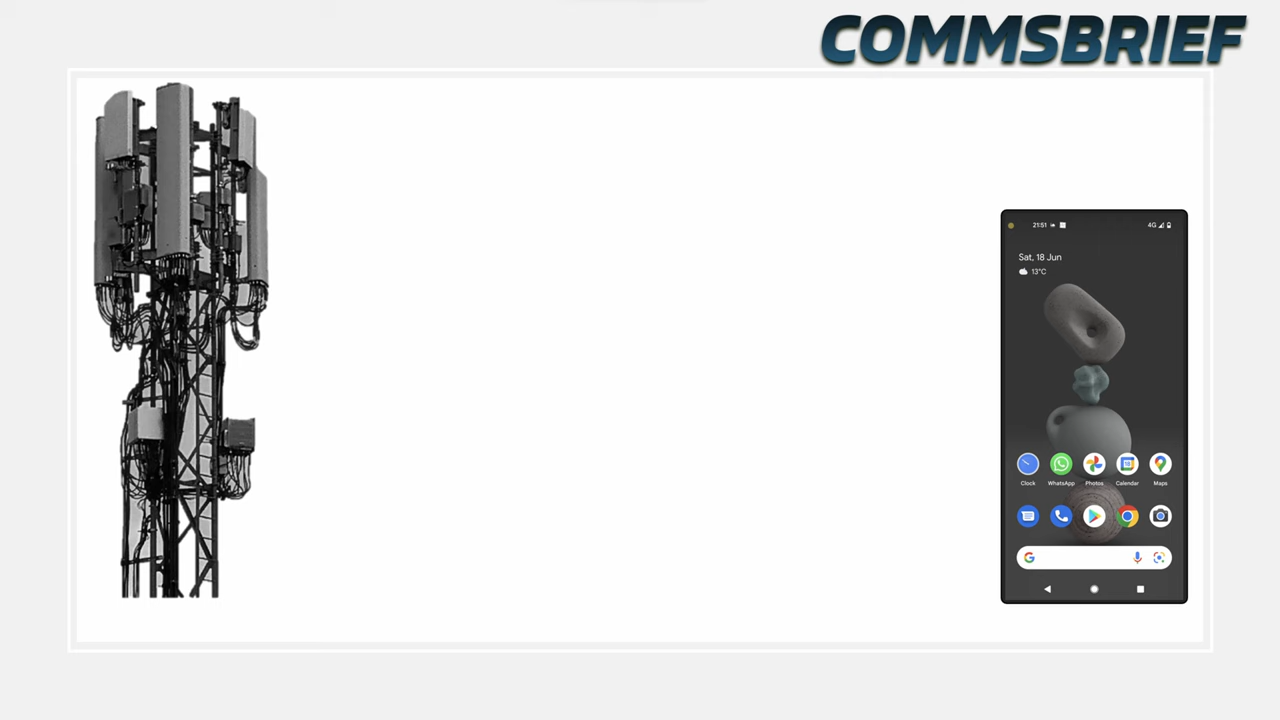 COMMSBRIEF
21:51
4G
Sat, 18 Jun
13°C
Clock WhatsApp Photos Calendar Maps